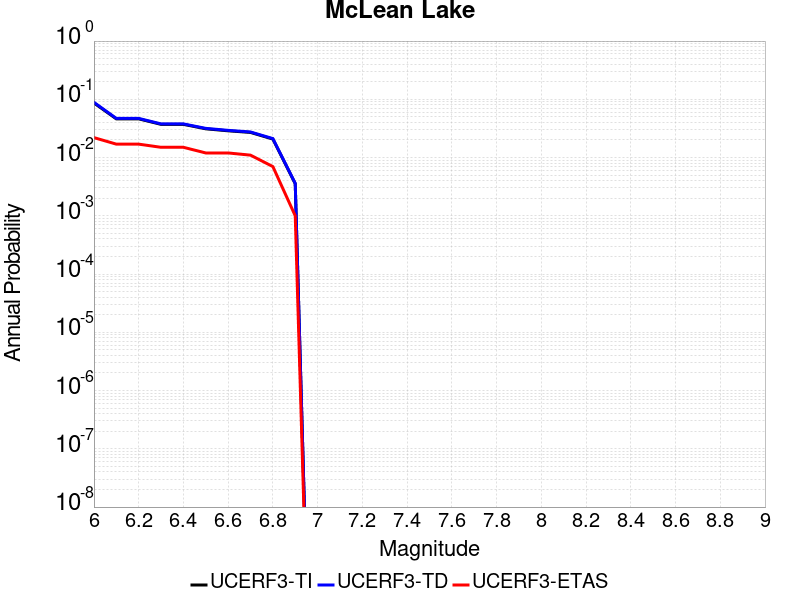 McLean Lake
10^0
10^-1
10^-2
10^-3
10^-4
10^-5
10^-6
10^-7
10^-8
Annual Probability
6 6.2 6.4 6.6 6.8 7 7.2 7.4 7.6 7.8 8 8.2 8.4 8.6 8.8 9
Magnitude
UCERF3-TI UCERF3-TD UCERF3-ETAS